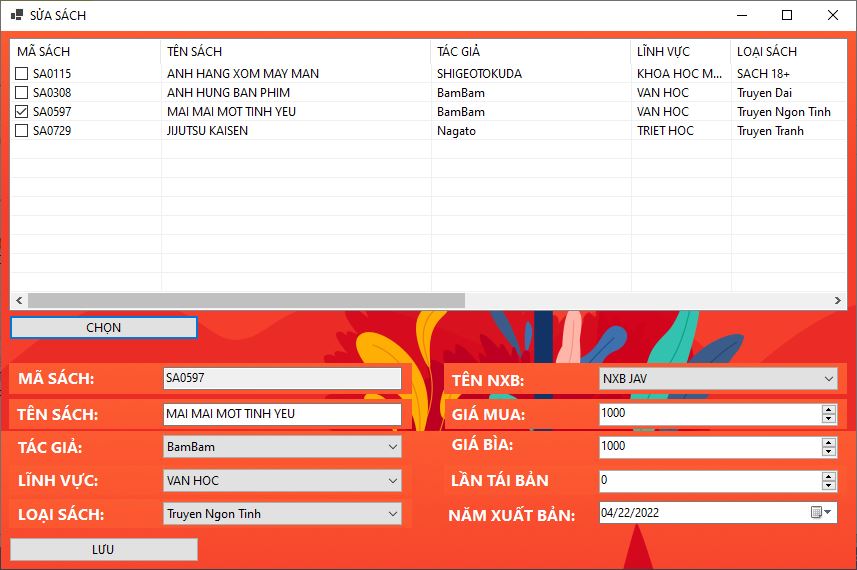 SỬA SÁCH
MÃ SÁCH TÊN SÁCH TÁC GIẢ LĨNH VỰC LOẠI SÁCH
SA0115 ANH HANG XOM MAY MAN SHIGEOTOKUDA KHOA HOC M... SACH 18+
SA0308 ANH HUNG BAN PHIM BamBam VAN HOC Truyen Dai
SA0597 MAI MAI MOT TINH YEU BamBam VAN HOC Truyen Ngon Tinh
SA0729 JIJUTSU KAISEN Nagato TRIET HOC Truyen Tranh
CHỌN
MÃ SÁCH: SA0597 TÊN NXB: NXB JAV
TÊN SÁCH: MAI MAI MOT TINH YEU GIÁ MUA: 1000
TÁC GIẢ: BamBam GIÁ BÌA: 1000
LĨNH VỰC: VAN HOC LẦN TÁI BẢN 0
LOẠI SÁCH: Truyen Ngon Tinh NĂM XUẤT BẢN: 04/22/2022
LƯU